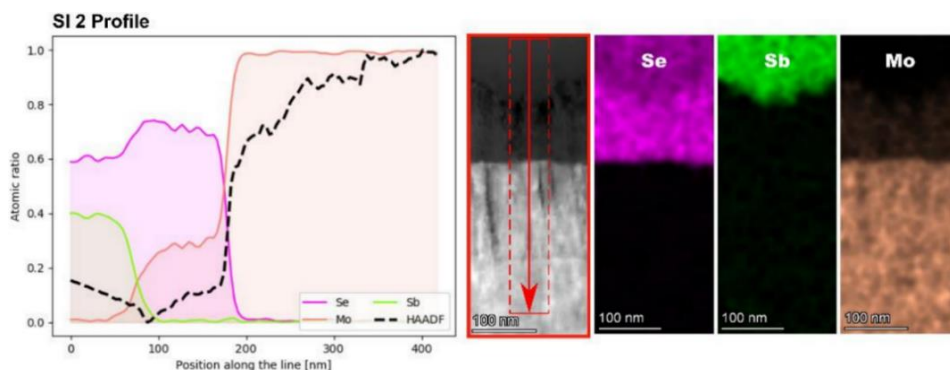 SI 2 Profile
Atomic ratio
1.0
0.8
0.6
0.4
0.2
0.0
Se
Sb
Mo
HAADF
0
100
200
300
400
Position along the line [nm]
100 nm
Se
100 nm
Sb
100 nm
Mo
100 nm